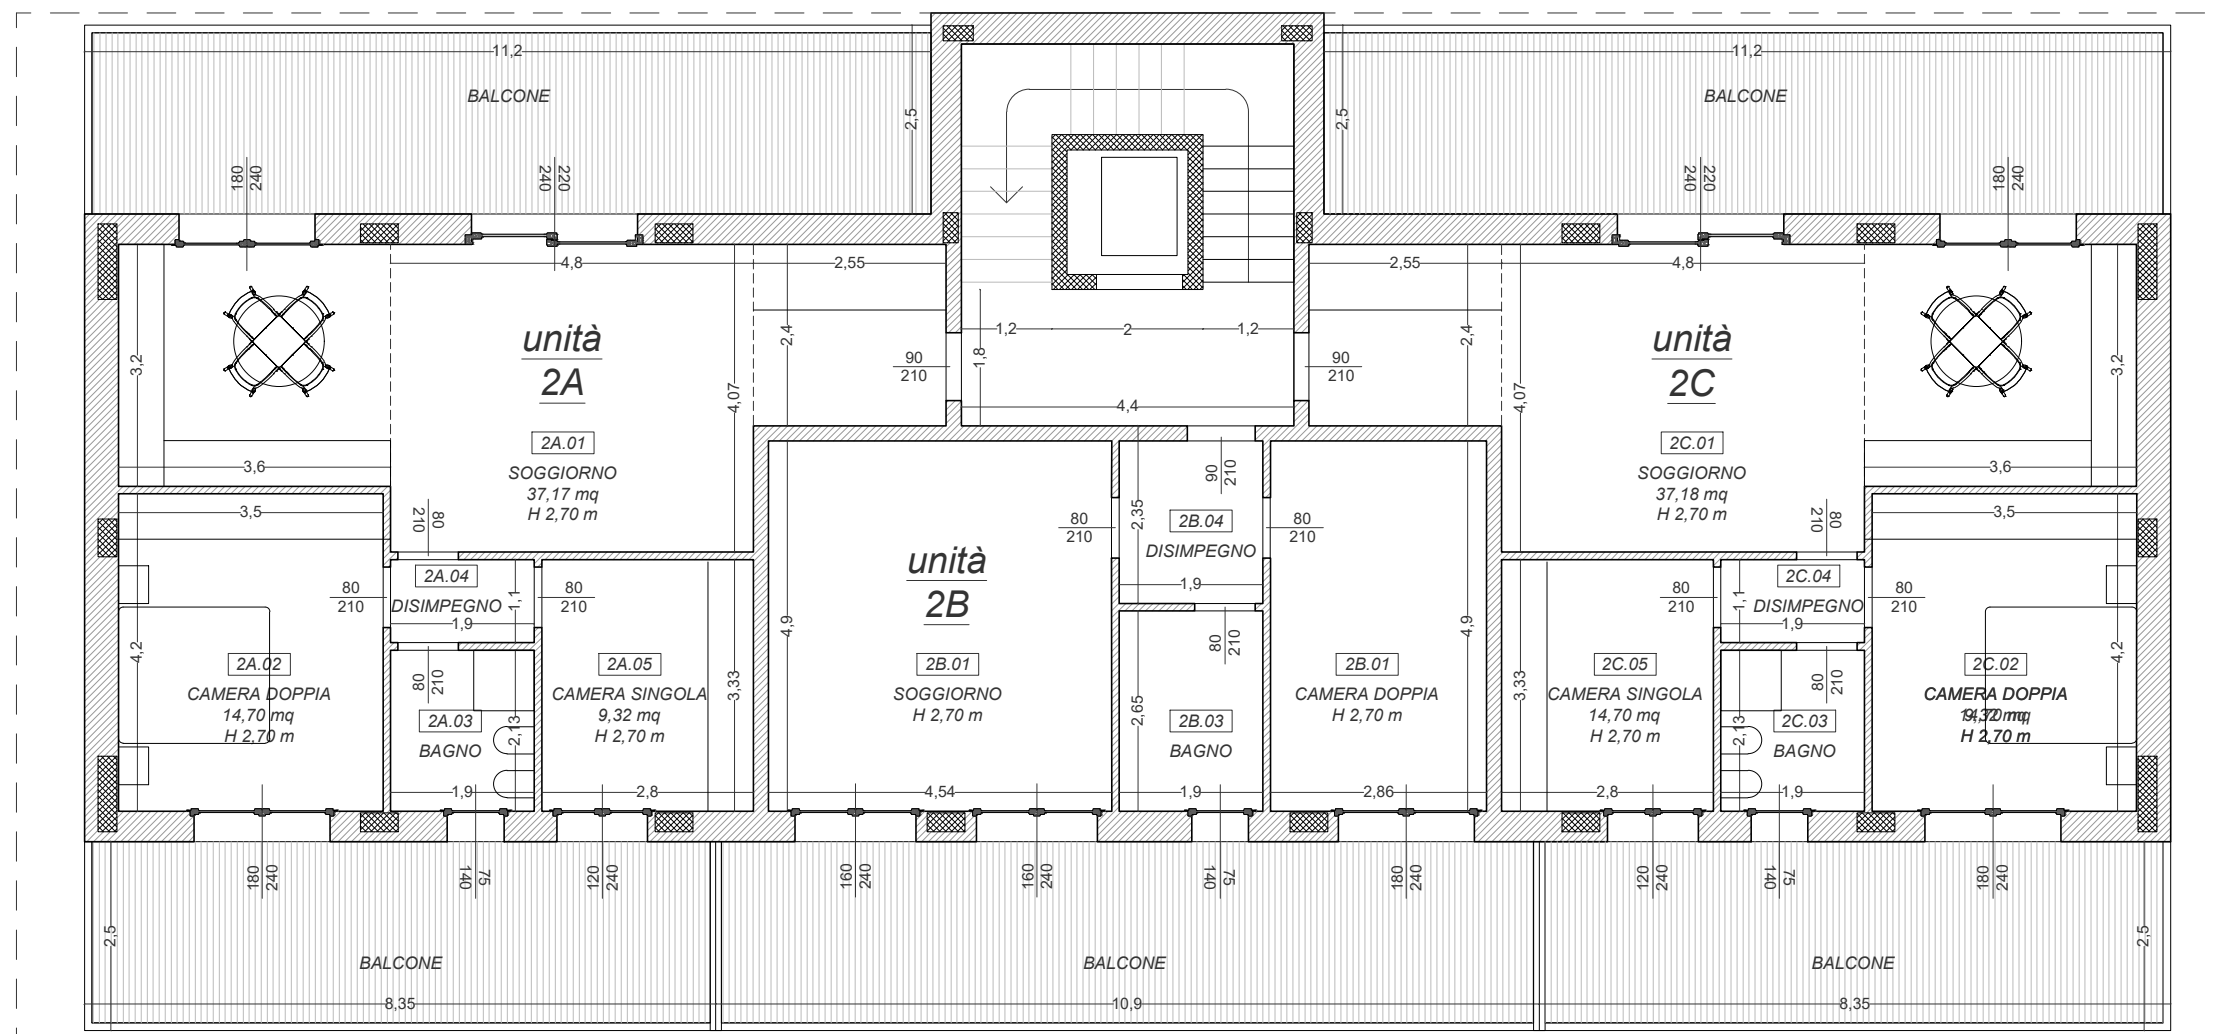 11,2
11,2
BALCONE
BALCONE
2,5
2,5
180
240
220
240
220
240
180
240
4,8
2,55
2,55
4,8
3,2
2,4
1,2
2
1,2
1,8
2,4
3,2
unità
2A
unità
2C
90
210
90
210
4,07
4,4
4,07
2A.01
SOGGIORNO
37,17 mq
H 2,70 m
2C.01
SOGGIORNO
37,18 mq
H 2,70 m
3,6
3,6
3,5
3,5
80
210
90
210
80
210
80
210
2,35
2B.04
DISIMPEGNO
1,9
80
210
unità
2B
80
210
2A.04
DISIMPEGNO
1,9
1,1
80
210
80
210
1,1
2C.04
DISIMPEGNO
1,9
80
210
4,2
4,9
80
210
4,9
4,2
2A.02
CAMERA DOPPIA
14,70 mq
H 2,70 m
80
210
2A.03
BAGNO
2,13
2A.05
CAMERA SINGOLA
9,32 mq
H 2,70 m
3,33
2B.01
SOGGIORNO
H 2,70 m
2,65
2B.03
BAGNO
2B.01
CAMERA DOPPIA
H 2,70 m
3,33
2C.05
CAMERA SINGOLA
14,70 mq
H 2,70 m
2,13
80
210
2C.03
BAGNO
2C.02
CAMERA DOPPIA
H 2,70 m
1,9
2,8
4,54
1,9
2,86
2,8
1,9
180
240
75
140
120
240
160
240
160
240
75
140
180
240
120
240
75
140
180
240
2,5
2,5
BALCONE
BALCONE
BALCONE
8,35
10,9
8,35